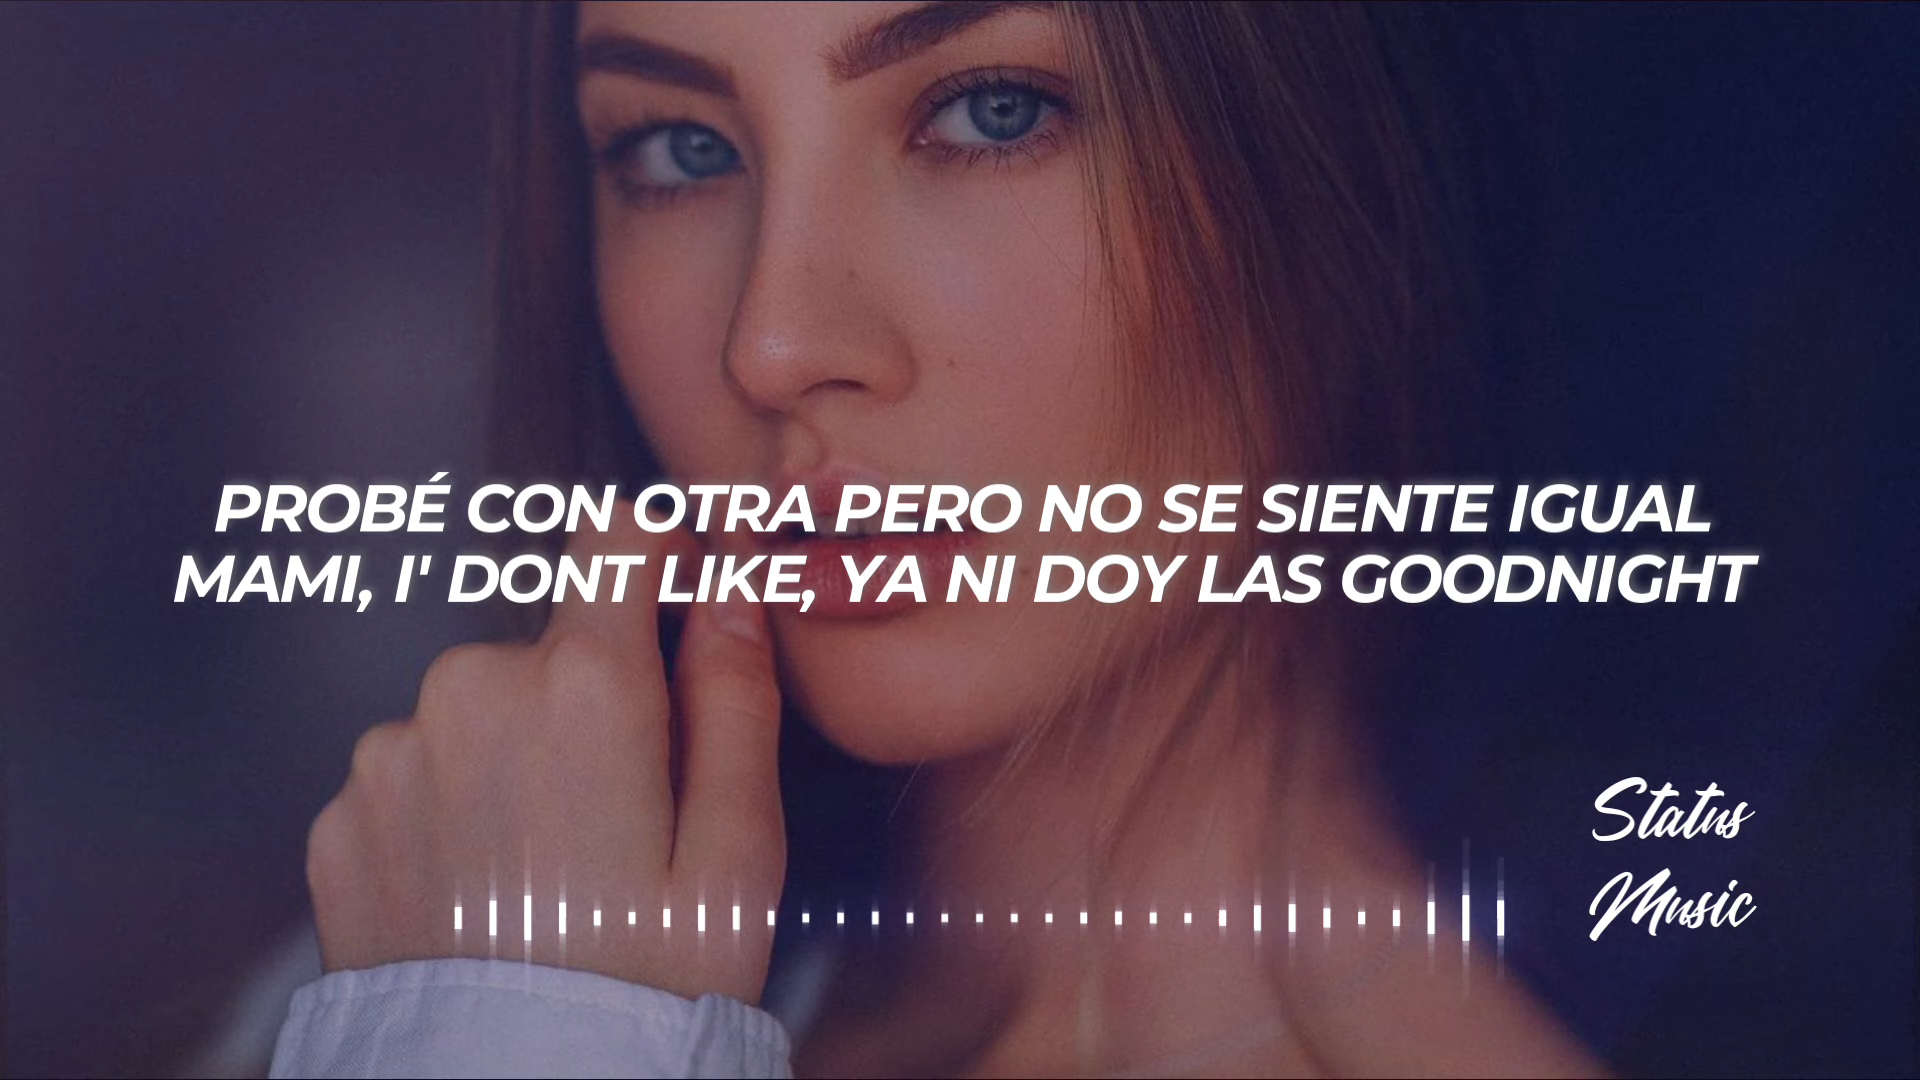 PROBÉ CON OTRA PERO NO SE SIENTE IGUAL
MAMI, I' DONT LIKE, YA NI DOY LAS GOODNIGHT
Status
Music